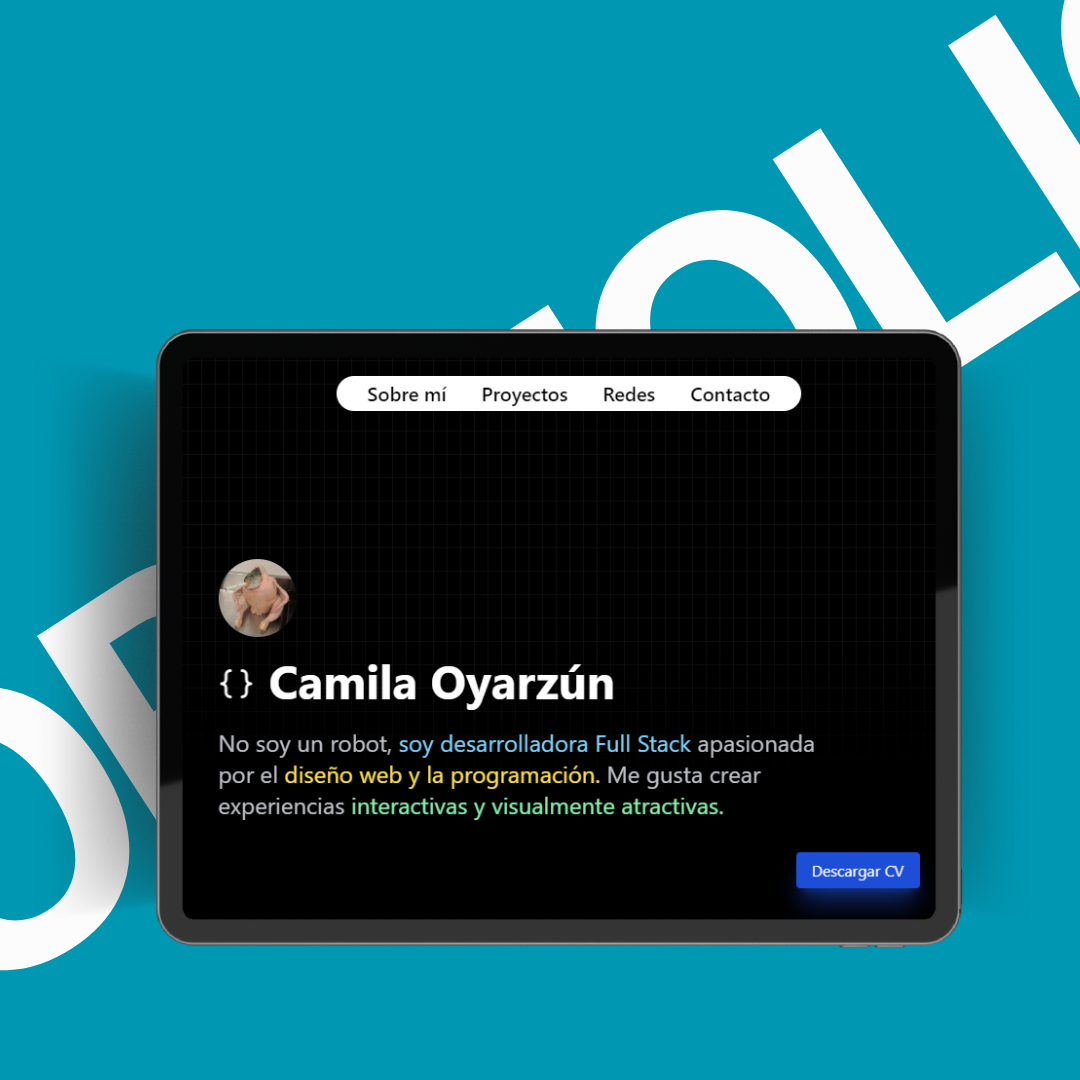 Sobre mí Proyectos Redes Contacto
{} Camila Oyarzún
No soy un robot, soy desarrolladora Full Stack apasionada
por el diseño web y la programación. Me gusta crear
experiencias interactivas y visualmente atractivas.
Descargar CV